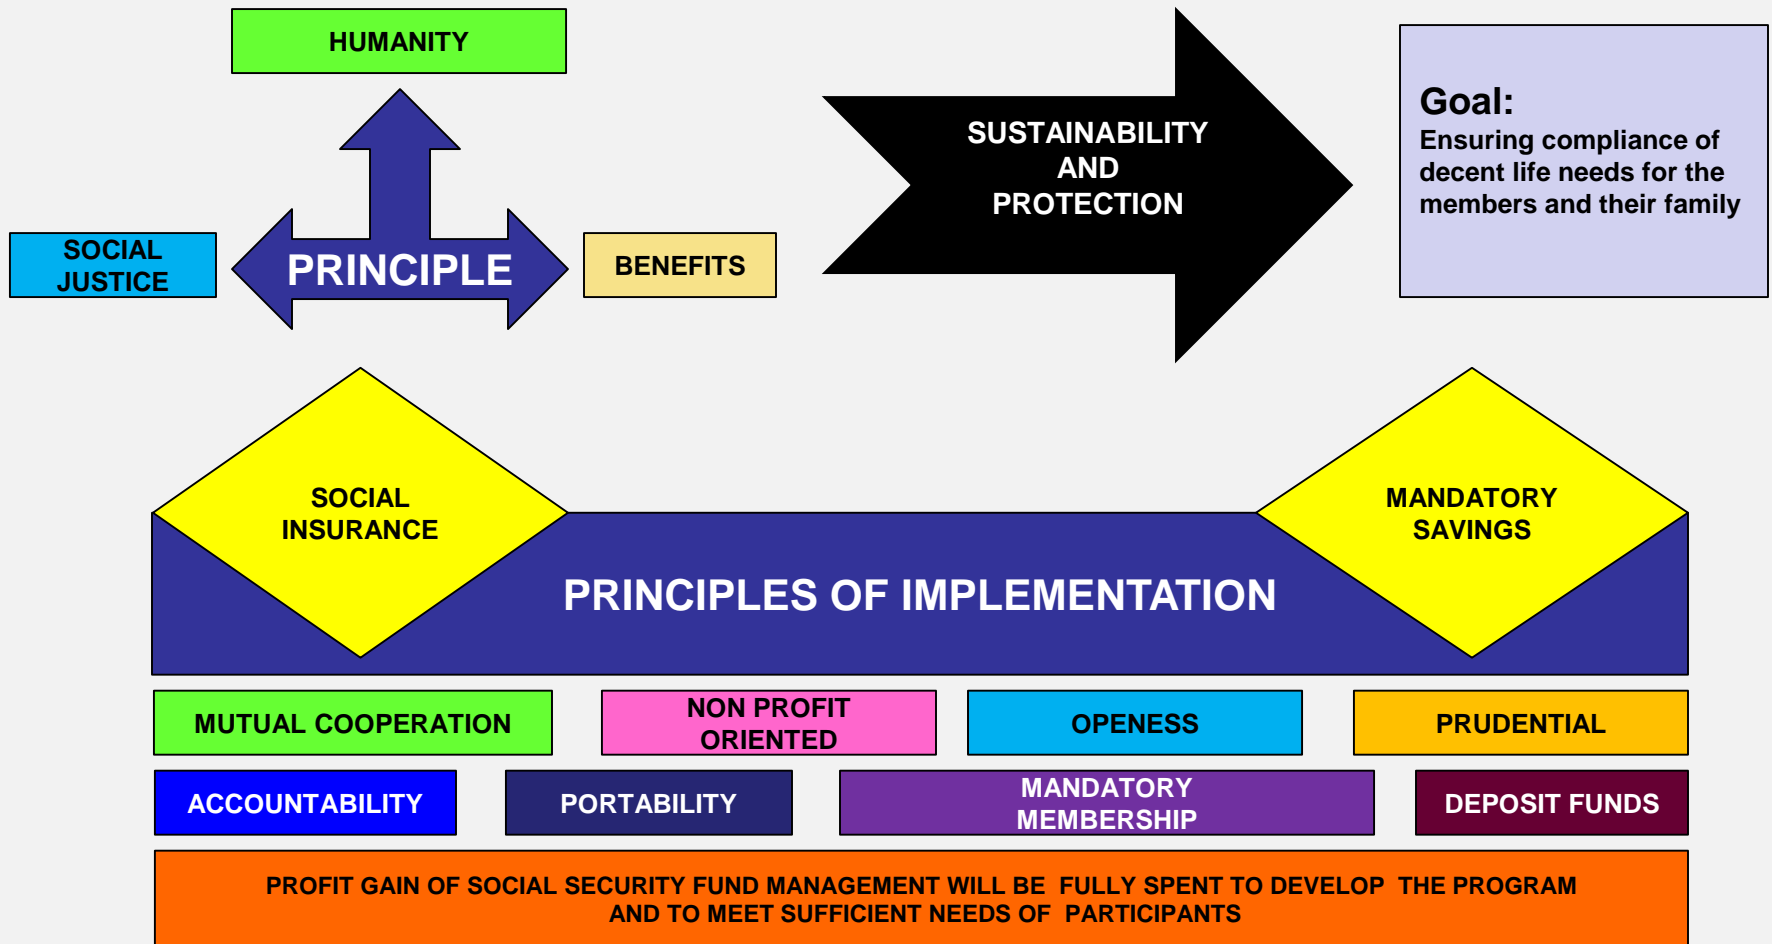 HUMANITY
SOCIAL
JUSTICE
PRINCIPLE
BENEFITS
SUSTAINABILITY
AND
PROTECTION
Goal:
Ensuring compliance of
decent life needs for the
members and their family
SOCIAL
INSURANCE
MANDATORY
SAVINGS
PRINCIPLES OF IMPLEMENTATION
MUTUAL COOPERATION
NON PROFIT
ORIENTED
OPENESS
PRUDENTIAL
ACCOUNTABILITY
PORTABILITY
MANDATORY
MEMBERSHIP
DEPOSIT FUNDS
PROFIT GAIN OF SOCIAL SECURITY FUND MANAGEMENT WILL BE FULLY SPENT TO DEVELOP THE PROGRAM
AND TO MEET SUFFICIENT NEEDS OF PARTICIPANTS